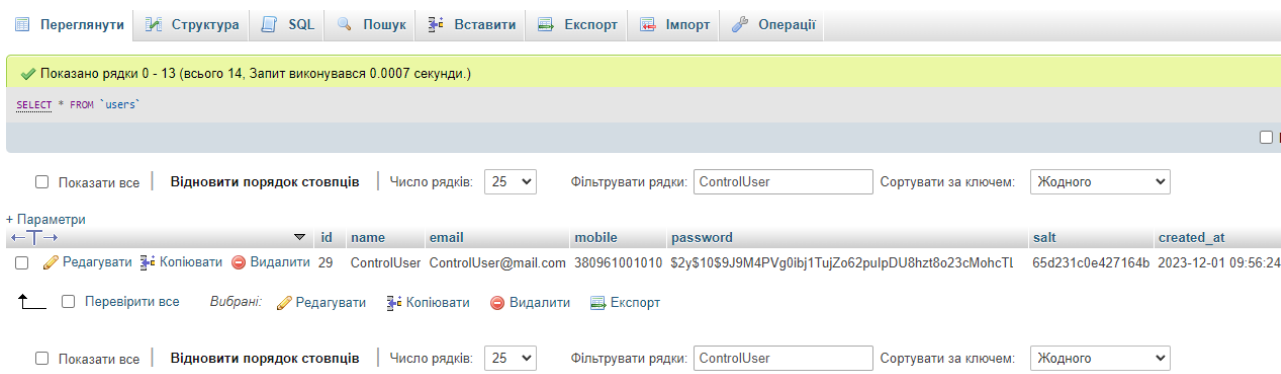 Переглянути Структура SQL Пошук Вставити Експорт Імпорт Операції
Показано рядки 0 - 13 (всього 14, Запит виконувався 0.0007 секунди.)
SELECT * FROM `users`
Показати все Відновити порядок стовпців Число рядків: 25 Фільтрувати рядки: ControlUser Сортувати за ключем: Жодного
+ Параметри
←T→ id name email mobile password salt created_at
Редагувати Копіювати Видалити 29 ControlUser ControlUser@mail.com 380961001010 $2y$10$9J9M4PVg0ibj1TujZo62pulpDU8hzt8o23cMohcTL 65d231c0e427164b 2023-12-01 09:56:24
Перевірити все Вибрані: Редагувати Копіювати Видалити Експорт
Показати все Відновити порядок стовпців Число рядків: 25 Фільтрувати рядки: ControlUser Сортувати за ключем: Жодного